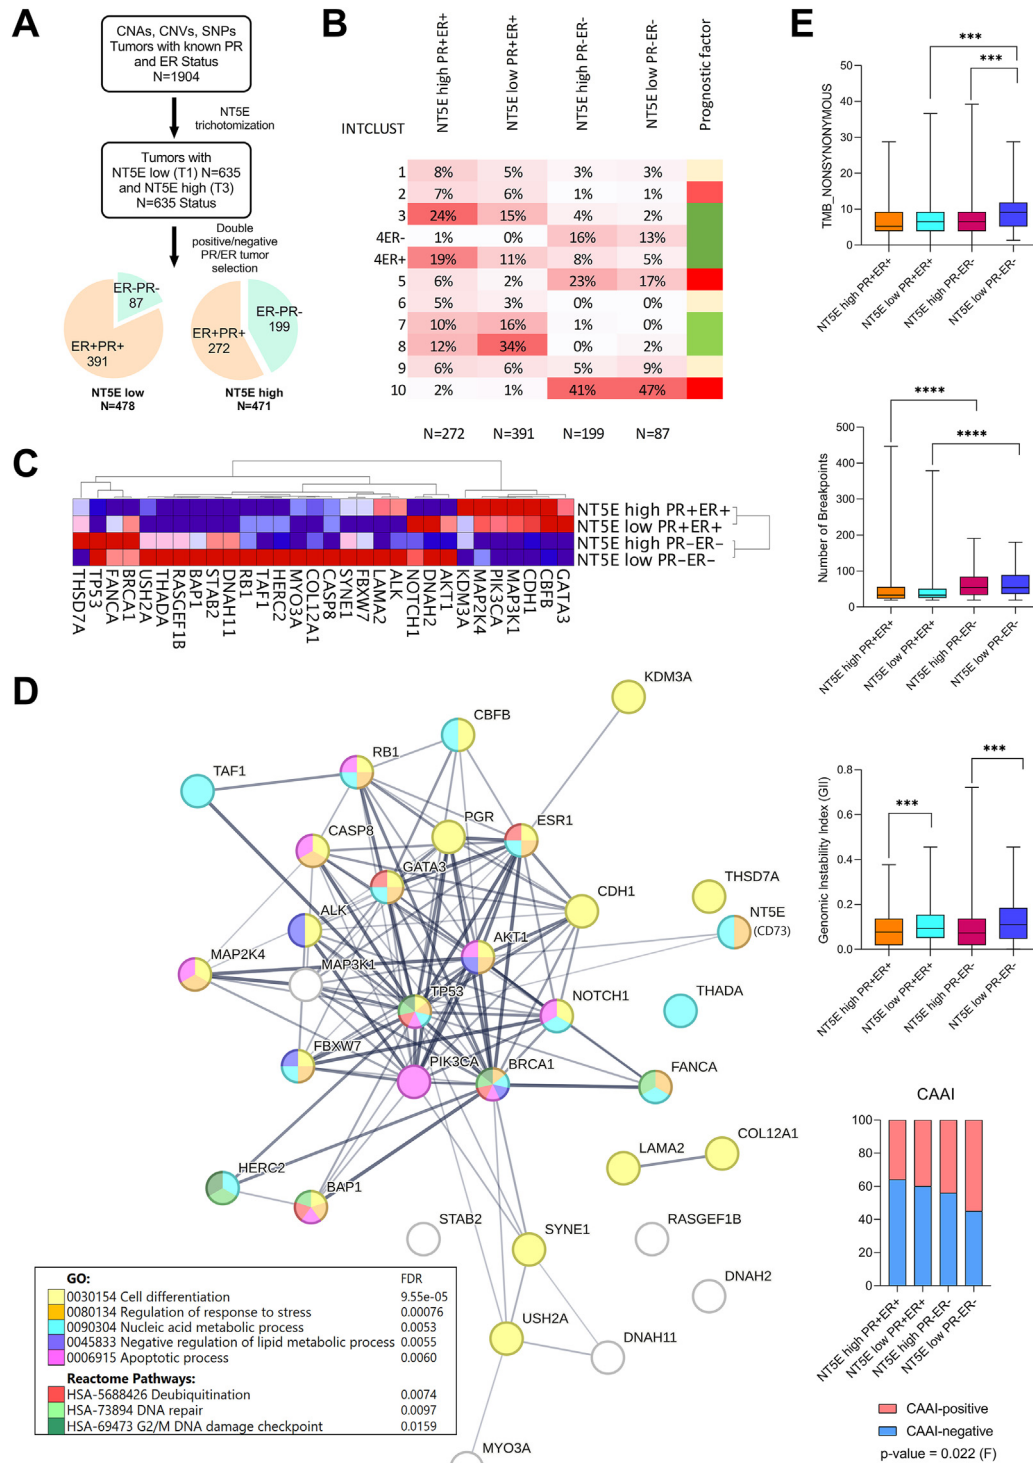 A
CNAs, CNVs, SNPs
Tumors with known PR
and ER Status
N=1904
NT5E
trichotomization
Tumors with
NT5E low (T1) N=635
and NT5E high (T3)
N=635 Status
Double
positive/negative
PR/ER tumor
selection
ER-PR-
87
ER+PR+
391
ER-PR-
199
ER+PR+
272
NT5E low
N=478
NT5E high
N=471
B
NT5E high PR+ER+
NT5E low PR+ER+
NT5E high PR-ER-
NT5E low PR-ER-
Prognostic factor
INTCLUST
1 8% 5% 3% 3%
2 7% 6% 1% 1%
3 24% 15% 4% 2%
4ER- 1% 0% 16% 13%
4ER+ 19% 11% 8% 5%
5 6% 2% 23% 17%
6 5% 3% 0% 0%
7 10% 16% 1% 0%
8 12% 34% 0% 2%
9 6% 6% 5% 9%
10 2% 1% 41% 47%
N=272 N=391 N=199 N=87
C
NT5E high PR+ER+
NT5E low PR+ER+
NT5E high PR−ER−
NT5E low PR−ER−
THSD7A
TP53
FANCA
BRCA1
USH2A
THADA
RASGEF1B
BAP1
STAB2
DNAH11
RB1
TAF1
HERC2
MYO3A
COL12A1
CASP8
SYNE1
FBXW7
LAMA2
ALK
NOTCH1
DNAH2
AKT1
KDM3A
MAP2K4
PIK3CA
MAP3K1
CDH1
CBFB
GATA3
D
KDM3A
CBFB
RB1
TAF1
PGR
ESR1
CASP8
GATA3
CDH1
THSD7A
ALK
NT5E
(CD73)
AKT1
MAP2K4
MAP3K1
TP53
NOTCH1
THADA
FBXW7
PIK3CA
BRCA1
FANCA
LAMA2
COL12A1
HERC2
BAP1
STAB2
SYNE1
RASGEF1B
DNAH2
USH2A
DNAH11
MYO3A
GO: FDR
0030154 Cell differentiation 9.55e-05
0080134 Regulation of response to stress 0.00076
0090304 Nucleic acid metabolic process 0.0053
0045833 Negative regulation of lipid metabolic process 0.0055
0006915 Apoptotic process 0.0060
Reactome Pathways:
HSA-5688426 Deubiquitination 0.0074
HSA-73894 DNA repair 0.0097
HSA-69473 G2/M DNA damage checkpoint 0.0159
E
***
***
TMB_NONSYNONYMOUS
50
40
30
20
10
0
NT5E high PR+ER+
NT5E low PR+ER+
NT5E high PR-ER-
NT5E low PR-ER-
****
****
Number of Breakpoints
500
400
300
200
100
0
NT5E high PR+ER+
NT5E low PR+ER+
NT5E high PR-ER-
NT5E low PR-ER-
***
***
Genomic Instability Index (GII)
0.8
0.6
0.4
0.2
0.0
NT5E high PR+ER+
NT5E low PR+ER+
NT5E high PR-ER-
NT5E low PR-ER-
CAAI
100
80
60
40
20
0
NT5E high PR+ER+
NT5E low PR+ER+
NT5E high PR-ER-
NT5E low PR-ER-
CAAI-positive
CAAI-negative
p-value = 0.022 (F)